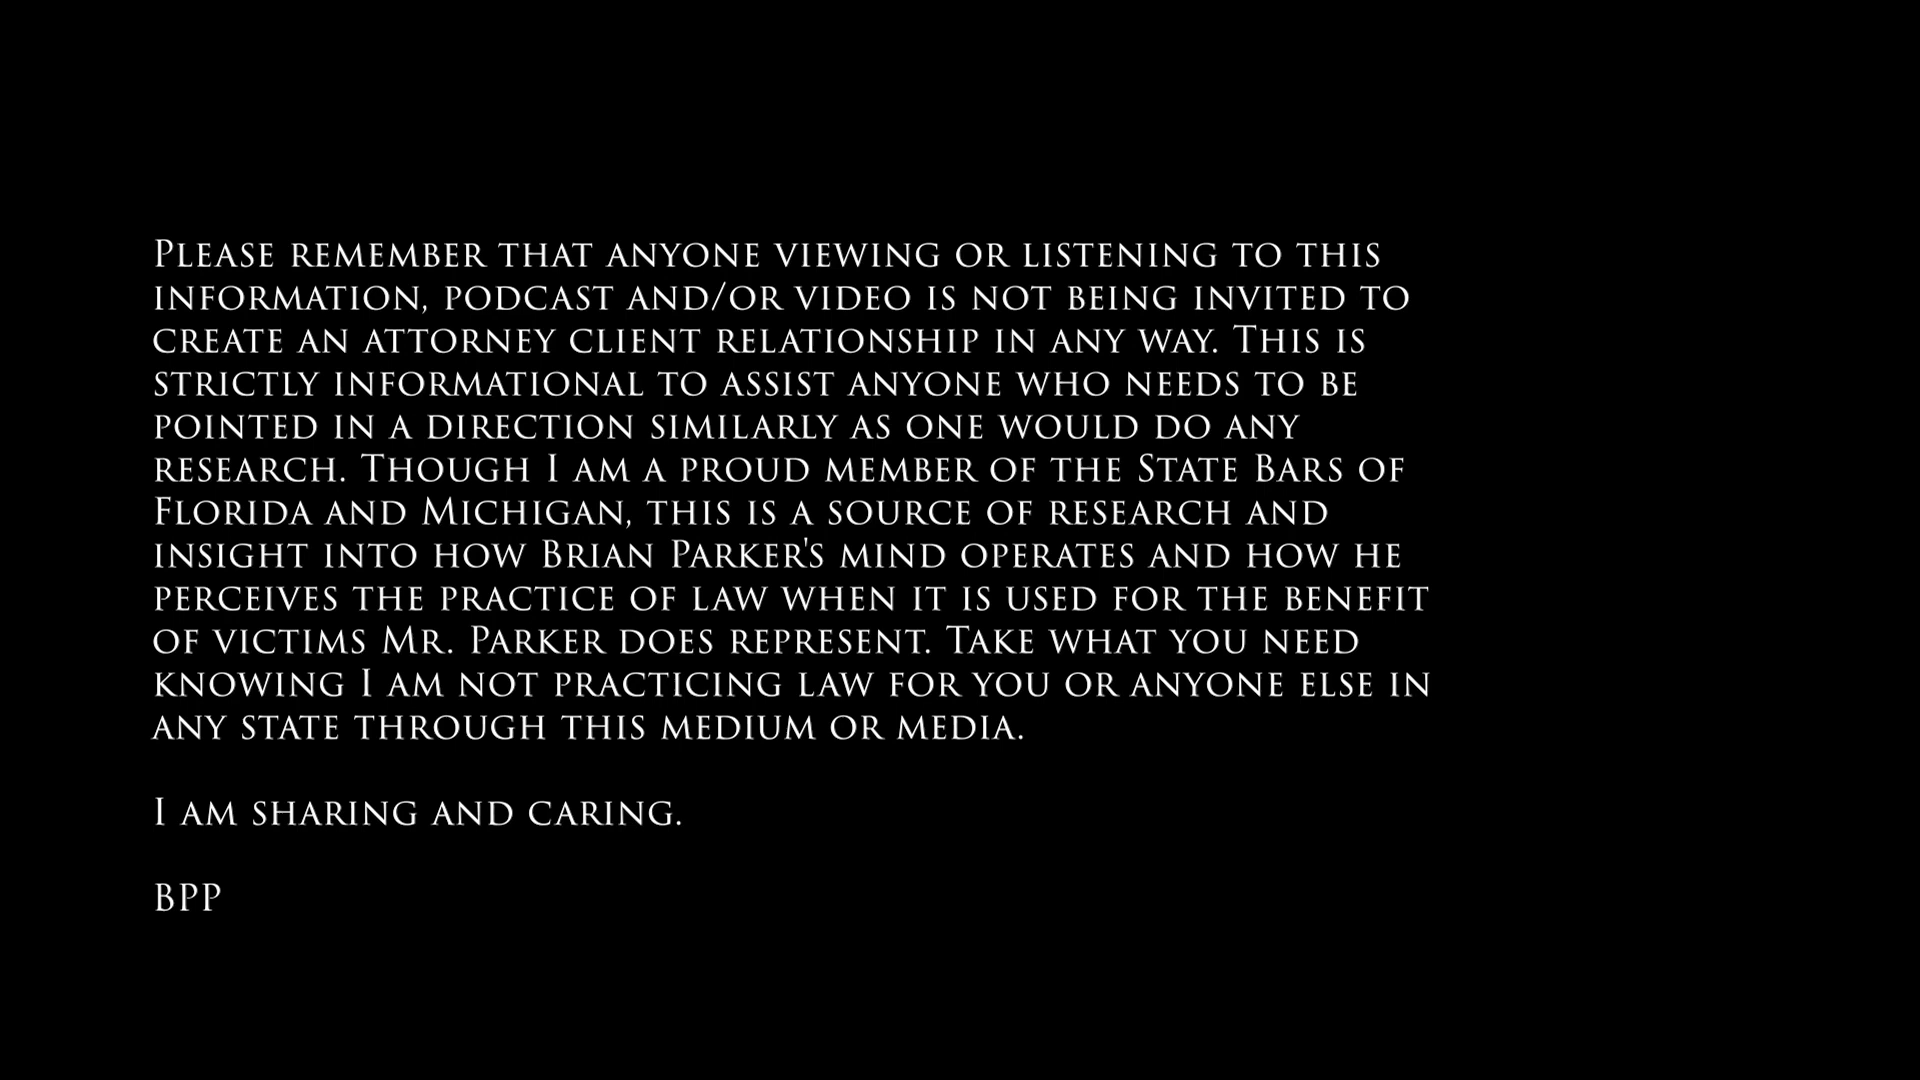 Please remember that anyone viewing or listening to this
information, podcast and/or video is not being invited to
create an attorney client relationship in any way. This is
strictly informational to assist anyone who needs to be
pointed in a direction similarly as one would do any
research. Though I am a proud member of the State Bars of
Florida and Michigan, this is a source of research and
insight into how Brian Parker's mind operates and how he
perceives the practice of law when it is used for the benefit
of victims Mr. Parker does represent. Take what you need
knowing I am not practicing law for you or anyone else in
any state through this medium or media.
I am sharing and caring.
BPP